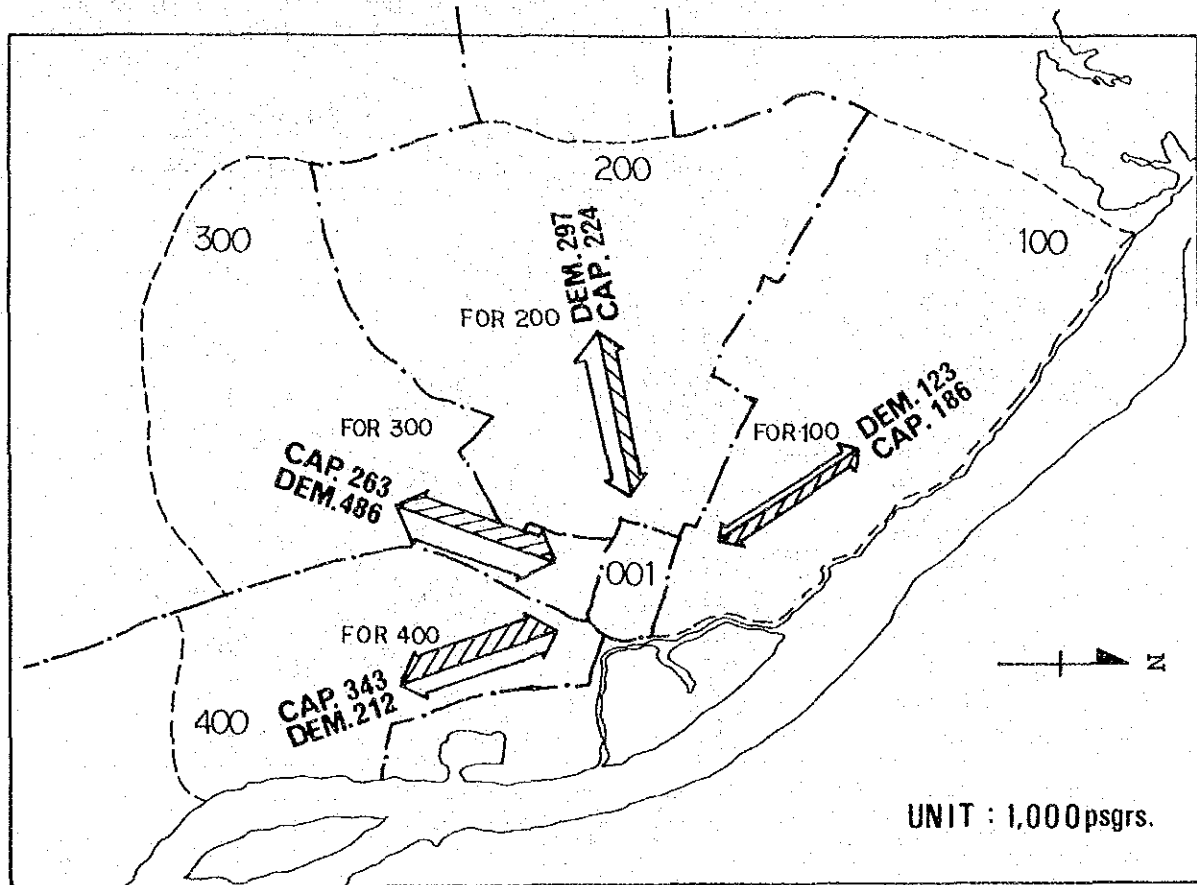 200
300
100
DEM. 297
CAP. 224
FOR 200
FOR 300
CAP. 263
DEM. 486
FOR 100
DEM. 123
CAP. 186
001
FOR 400
CAP. 343
DEM. 212
400
N
UNIT : 1,000 psgrs.